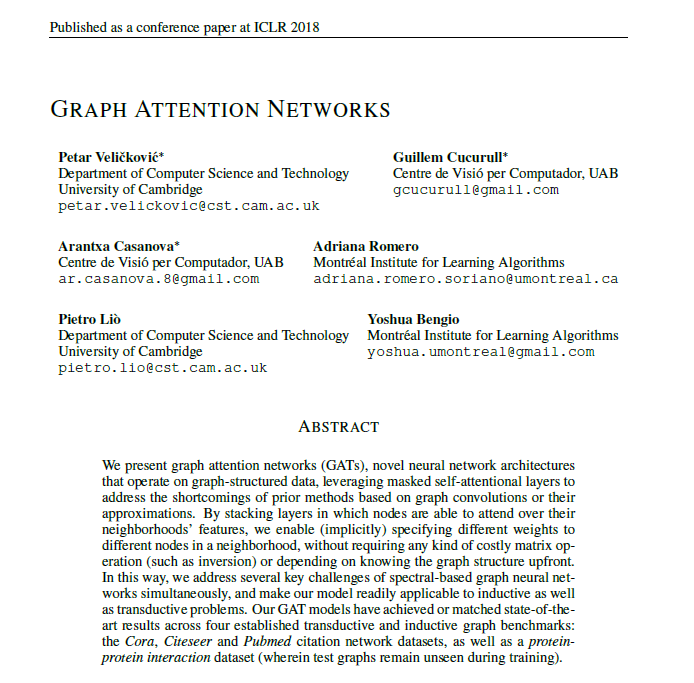 Published as a conference paper at ICLR 2018
GRAPH ATTENTION NETWORKS
Petar Veličković*
Department of Computer Science and Technology
University of Cambridge
petar.velickovic@cst.cam.ac.uk
Guillem Cucurull*
Centre de Visió per Computador, UAB
gcucurull@gmail.com
Arantxa Casanova*
Centre de Visió per Computador, UAB
ar.casanova.8@gmail.com
Adriana Romero
Montréal Institute for Learning Algorithms
adriana.romero.soriano@umontreal.ca
Pietro Liò
Department of Computer Science and Technology
University of Cambridge
pietro.lio@cst.cam.ac.uk
Yoshua Bengio
Montréal Institute for Learning Algorithms
yoshua.umontreal@gmail.com
ABSTRACT
We present graph attention networks (GATs), novel neural network architectures
that operate on graph-structured data, leveraging masked self-attentional layers to
address the shortcomings of prior methods based on graph convolutions or their
approximations. By stacking layers in which nodes are able to attend over their
neighborhoods' features, we enable (implicitly) specifying different weights to
different nodes in a neighborhood, without requiring any kind of costly matrix op-
eration (such as inversion) or depending on knowing the graph structure upfront.
In this way, we address several key challenges of spectral-based graph neural net-
works simultaneously, and make our model readily applicable to inductive as well
as transductive problems. Our GAT models have achieved or matched state-of-the-
art results across four established transductive and inductive graph benchmarks:
the Cora, Citeseer and Pubmed citation network datasets, as well as a protein-
protein interaction dataset (wherein test graphs remain unseen during training).